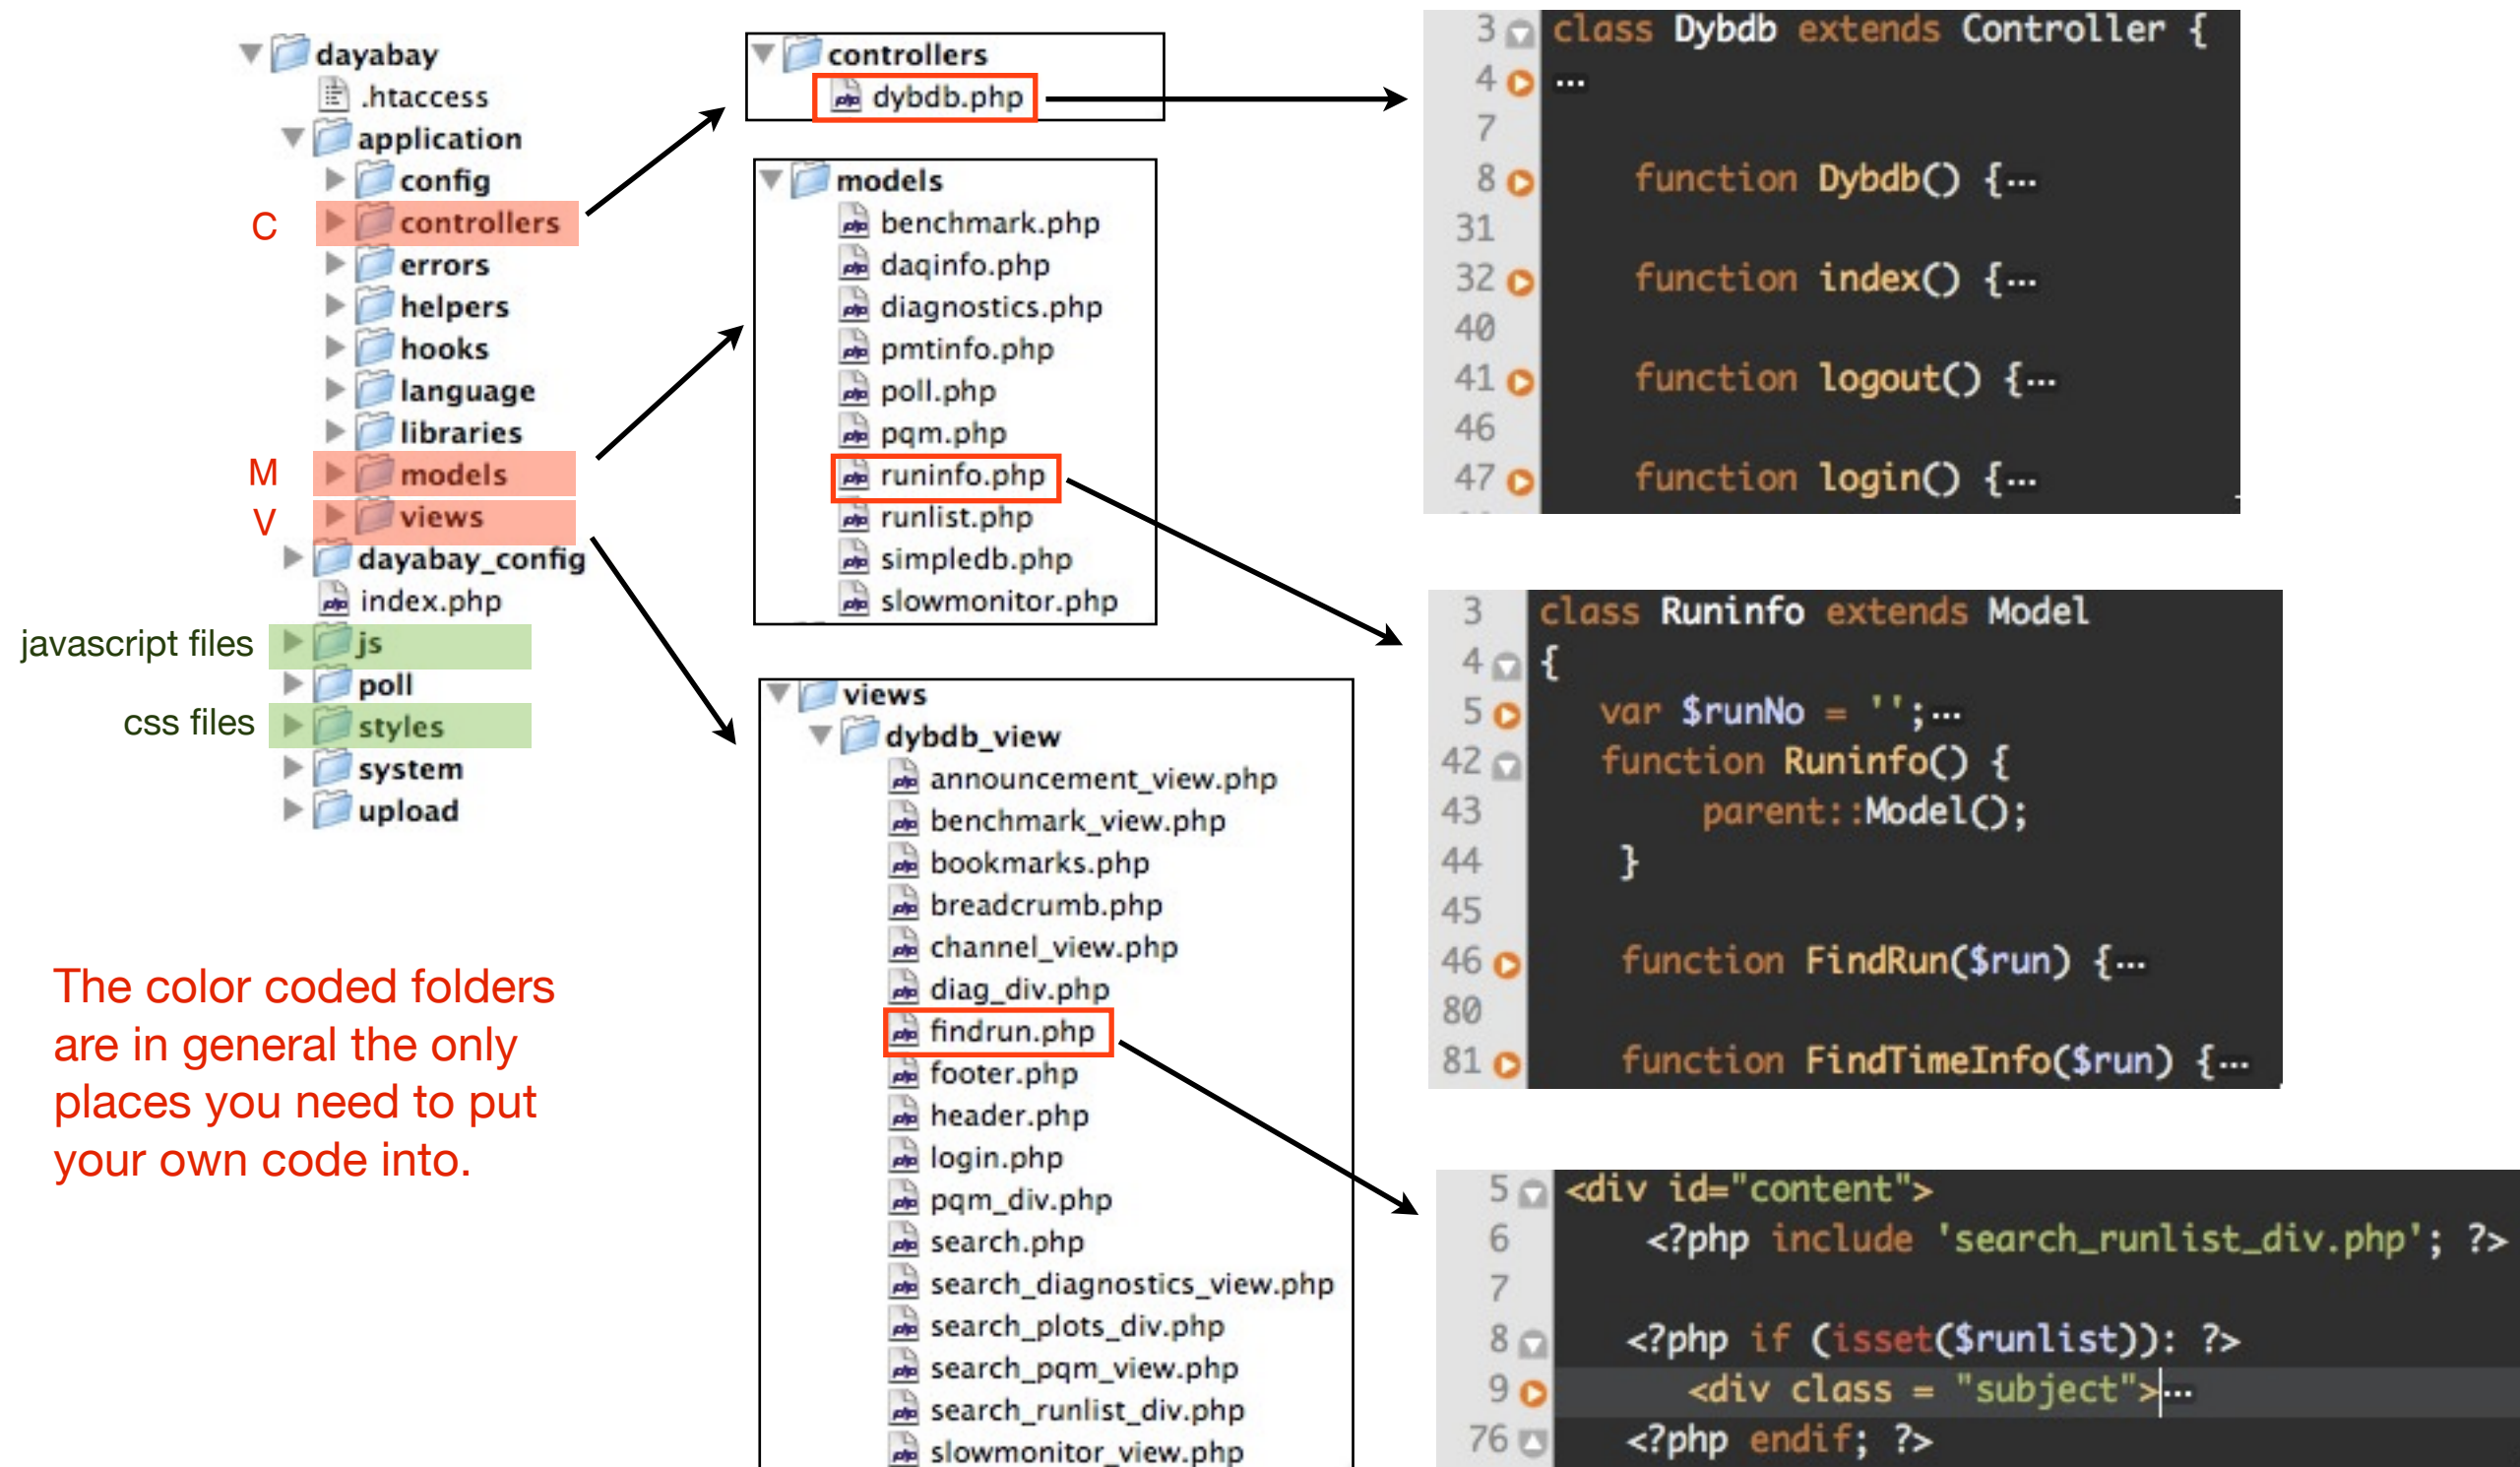 dayabay
.htaccess
application
config
C
controllers
errors
helpers
hooks
language
libraries
M
models
V
views
dayabay_config
index.php
javascript files
js
poll
css files
styles
system
upload
The color coded folders
are in general the only
places you need to put
your own code into.
controllers
dybdb.php
models
benchmark.php
daqinfo.php
diagnostics.php
pmtinfo.php
poll.php
pqm.php
runinfo.php
runlist.php
simpledb.php
slowmonitor.php
views
dybdb_view
announcement_view.php
benchmark_view.php
bookmarks.php
breadcrumb.php
channel_view.php
diag_div.php
findrun.php
footer.php
header.php
login.php
pqm_div.php
search.php
search_diagnostics_view.php
search_plots_div.php
search_pqm_view.php
search_runlist_div.php
slowmonitor_view.php
3 class Dybdb extends Controller {
4 ...
7
8 function Dybdb() {...
31
32 function index() {...
40
41 function logout() {...
46
47 function login() {...
3 class Runinfo extends Model
4 {
5 var $runNo = '';...
42 function Runinfo() {
43 parent::Model();
44 }
45
46 function FindRun($run) {...
80
81 function FindTimeInfo($run) {...
5 <div id="content">
6 <?php include 'search_runlist_div.php'; ?>
7
8 <?php if (isset($runlist)): ?>
9 <div class = "subject">...
76 <?php endif; ?>